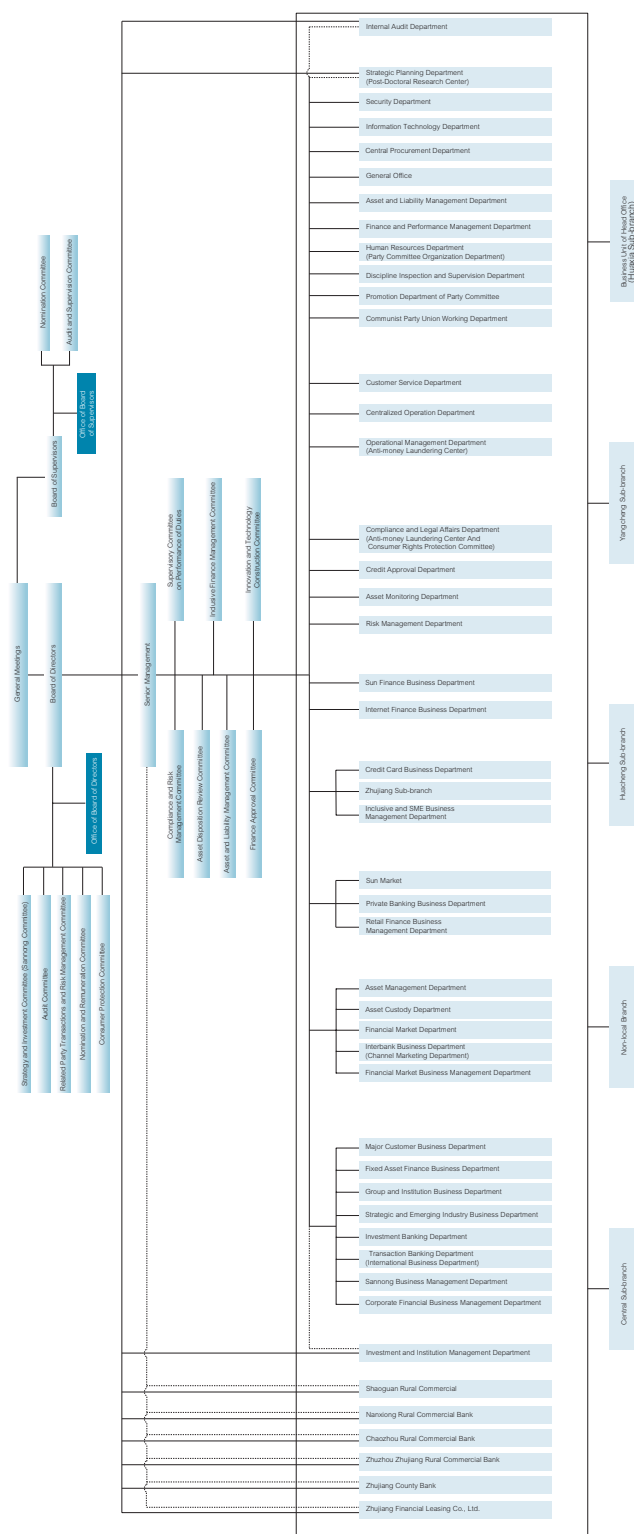 General Meetings
Board of Directors
Board of Supervisors
Office of Board
of Supervisors
Nomination Committee
Audit and Supervision Committee
Office of Board of Directors
Strategy and Investment Committee (Sannong Committee)
Audit Committee
Related Party Transactions and Risk Management Committee
Nomination and Remuneration Committee
Consumer Protection Committee
Senior Management
Supervisory Committee
on Performance of Duties
Inclusive Finance Management Committee
Innovation and Technology
Construction Committee
Compliance and Risk
Management Committee
Asset Disposition Review Committee
Asset and Liability Management Committee
Finance Approval Committee
Internal Audit Department
Strategic Planning Department
(Post-Doctoral Research Center)
Security Department
Information Technology Department
Central Procurement Department
General Office
Asset and Liability Management Department
Finance and Performance Management Department
Human Resources Department
(Party Committee Organization Department)
Discipline Inspection and Supervision Department
Promotion Department of Party Committee
Communist Party Union Working Department
Customer Service Department
Centralized Operation Department
Operational Management Department
(Anti-money Laundering Center)
Compliance and Legal Affairs Department
(Anti-money Laundering Center And
Consumer Rights Protection Committee)
Credit Approval Department
Asset Monitoring Department
Risk Management Department
Sun Finance Business Department
Internet Finance Business Department
Credit Card Business Department
Zhujiang Sub-branch
Inclusive and SME Business
Management Department
Sun Market
Private Banking Business Department
Retail Finance Business
Management Department
Asset Management Department
Asset Custody Department
Financial Market Department
Interbank Business Department
(Channel Marketing Department)
Financial Market Business Management Department
Major Customer Business Department
Fixed Asset Finance Business Department
Group and Institution Business Department
Strategic and Emerging Industry Business Department
Investment Banking Department
Transaction Banking Department
(International Business Department)
Sannong Business Management Department
Corporate Financial Business Management Department
Investment and Institution Management Department
Shaoguan Rural Commercial
Nanxiong Rural Commercial Bank
Chaozhou Rural Commercial Bank
Zhuzhou Zhujiang Rural Commercial Bank
Zhujiang County Bank
Zhujiang Financial Leasing Co., Ltd.
Business Unit of Head Office
(Huaxia Sub-branch)
Yangcheng Sub-branch
Huacheng Sub-branch
Non-local Branch
Central Sub-branch